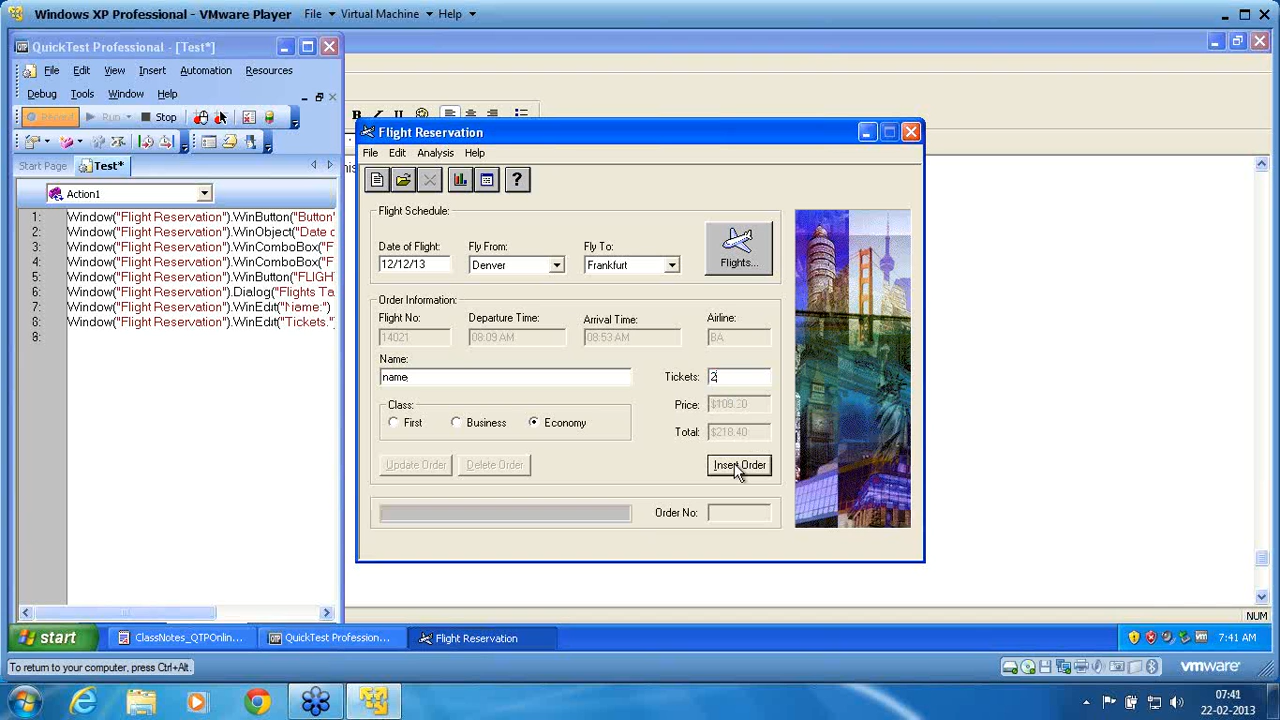 Windows XP Professional - VMware Player File Virtual Machine Help
QuickTest Professional - [Test*]
File Edit View Insert Automation Resources
Debug Tools Window Help
Record Run Stop
Start Page Test*
Action1
1: Window("Flight Reservation").WinButton("Button"
2: Window("Flight Reservation").WinObject("Date o
3: Window("Flight Reservation").WinComboBox("F
4: Window("Flight Reservation").WinComboBox("F
5: Window("Flight Reservation").WinButton("FLIGH
6: Window("Flight Reservation").Dialog("Flights Ta
7: Window("Flight Reservation").WinEdit("Name:")
8: Window("Flight Reservation").WinEdit("Tickets:"
8:
Flight Reservation
File Edit Analysis Help
Flight Schedule:
Date of Flight: Fly From: Fly To:
12/12/13 Denver Frankfurt Flights...
Order Information:
Flight No: Departure Time: Arrival Time: Airline:
14021 08:09 AM 08:53 AM BA
Name:
name Tickets: 2
Class: Price: $109.20
First Business Economy
Total: $218.40
Update Order Delete Order Insert Order
Order No:
NUM
start ClassNotes_QTPOnlin... QuickTest Profession... Flight Reservation 7:41 AM
To return to your computer, press Ctrl+Alt. vmware
07:41
22-02-2013